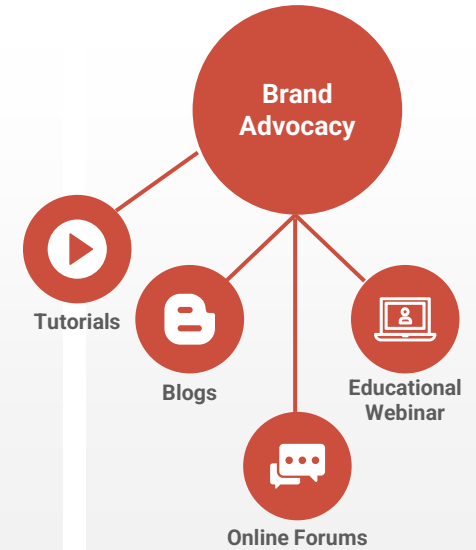 Brand
Advocacy
Tutorials
Blogs
Educational
Webinar
Online Forums